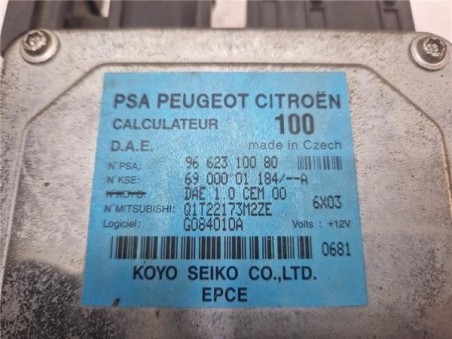 PSA PEUGEOT CITROËN
CALCULATEUR 100
D.A.E. made in Czech
N°PSA: 96 623 100 80
N°KSE: 69 000 01 184/--A
N°KOYO: DAE 1.0 CEM 00
N°MITSUBISHI: Q1T22173M2ZE 6X03
Logiciel: G084010A Volts : +12V
0681
KOYO SEIKO CO.,LTD.
EPCE